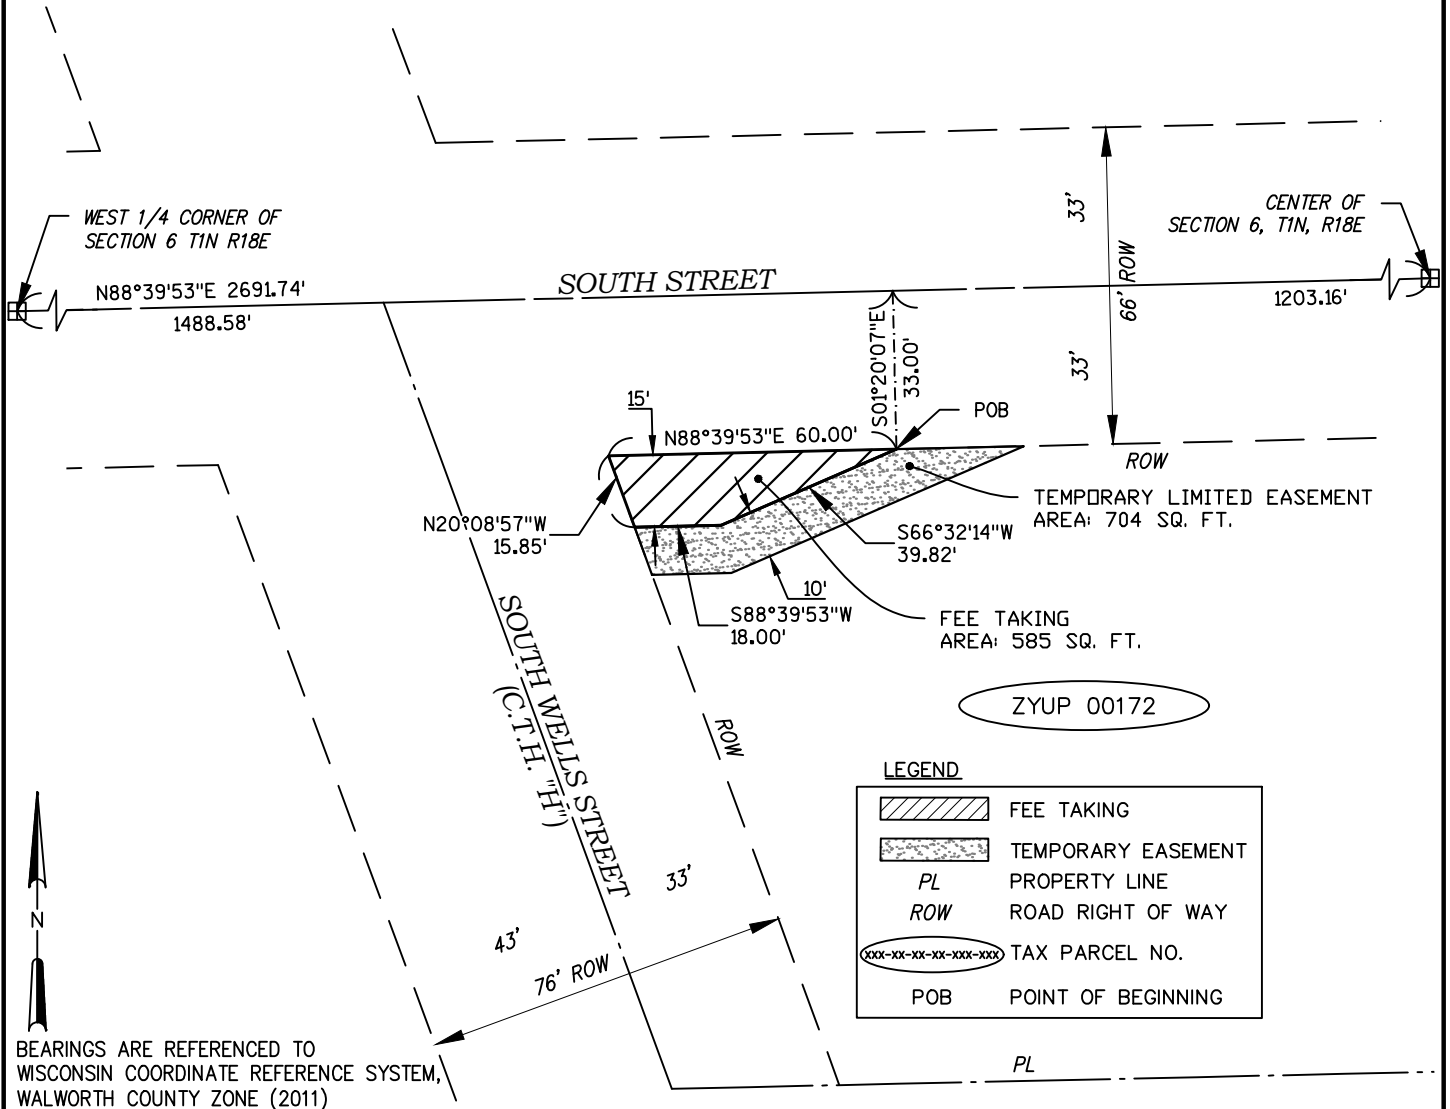 WEST 1/4 CORNER OF
SECTION 6 T1N R18E
CENTER OF
SECTION 6, T1N, R18E
N88°39'53"E 2691.74'
1488.58'
SOUTH STREET
1203.16'
33'
66' ROW
33'
S01°20'07"E
33.00'
15'
N88°39'53"E 60.00'
POB
ROW
TEMPORARY LIMITED EASEMENT
AREA: 704 SQ. FT.
N20°08'57"W
15.85'
S66°32'14"W
39.82'
10'
S88°39'53"W
18.00'
FEE TAKING
AREA: 585 SQ. FT.
SOUTH WELLS STREET
(C.T.H. "H")
ROW
ZYUP 00172
33'
43'
76' ROW
LEGEND
FEE TAKING
TEMPORARY EASEMENT
PL PROPERTY LINE
ROW ROAD RIGHT OF WAY
xxx-xx-xx-xx-xxx-xxx TAX PARCEL NO.
POB POINT OF BEGINNING
N
PL
BEARINGS ARE REFERENCED TO
WISCONSIN COORDINATE REFERENCE SYSTEM,
WALWORTH COUNTY ZONE (2011)